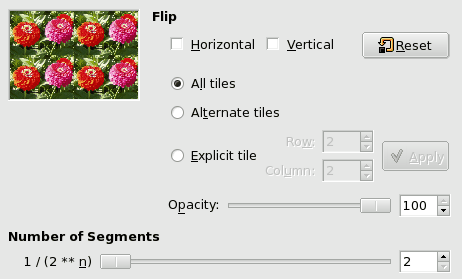 Flip
Horizontal Vertical Reset
All tiles
Alternate tiles
Row: 2
Explicit tile Apply
Column: 2
Opacity: 100
Number of Segments
1 / (2 ** n) 2